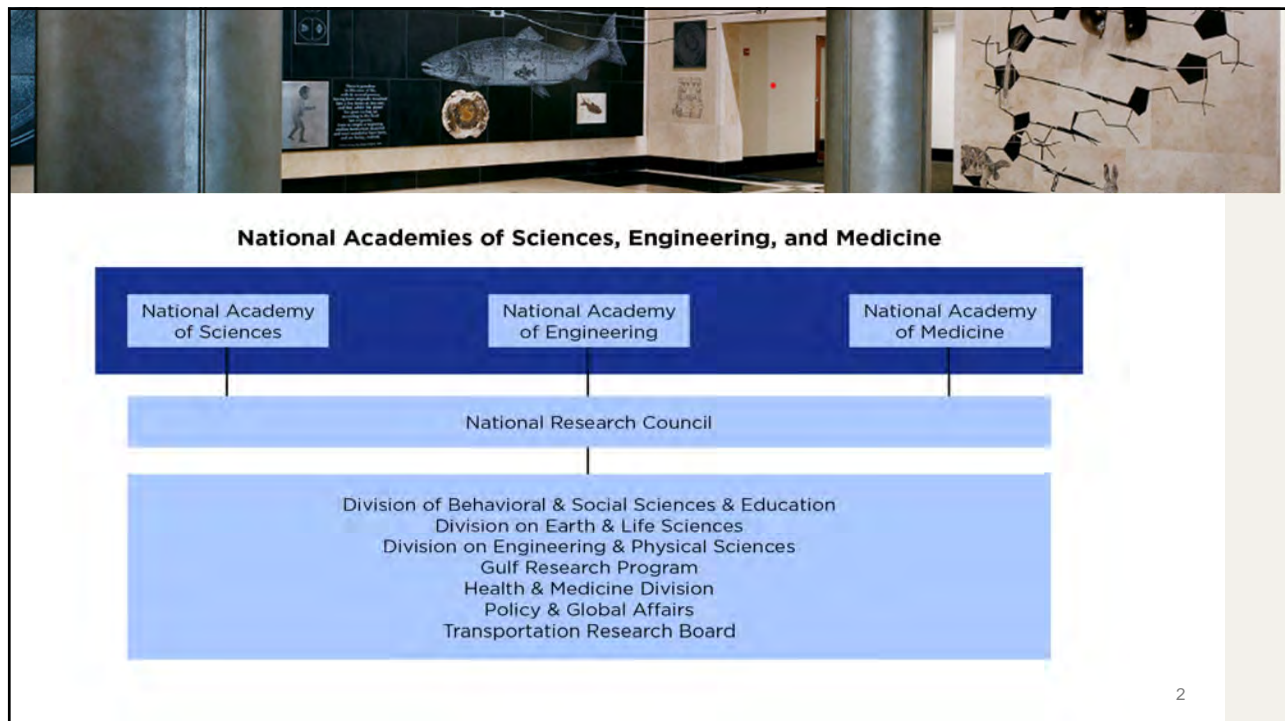 National Academies of Sciences, Engineering, and Medicine
National Academy
of Sciences
National Academy
of Engineering
National Academy
of Medicine
National Research Council
Division of Behavioral & Social Sciences & Education
Division on Earth & Life Sciences
Division on Engineering & Physical Sciences
Gulf Research Program
Health & Medicine Division
Policy & Global Affairs
Transportation Research Board
2